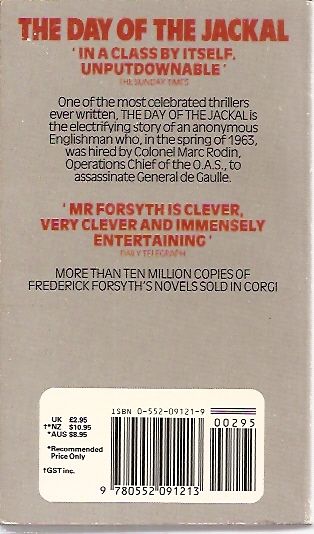 THE DAY OF THE JACKAL
'IN A CLASS BY ITSELF.
UNPUTDOWNABLE'
THE SUNDAY TIMES
One of the most celebrated thrillers
ever written, THE DAY OF THE JACKAL is
the electrifying story of an anonymous
Englishman who, in the spring of 1963,
was hired by Colonel Marc Rodin,
Operations Chief of the O.A.S., to
assassinate General de Gaulle.
'MR FORSYTH IS CLEVER,
VERY CLEVER AND IMMENSELY
ENTERTAINING'
DAILY TELEGRAPH
MORE THAN TEN MILLION COPIES OF
FREDERICK FORSYTH'S NOVELS SOLD IN CORGI
UK £2.95
†*NZ $10.95
*AUS $8.95
*Recommended
Price Only
†GST inc.
ISBN 0-552-09121-9
00295
9 780552 091213